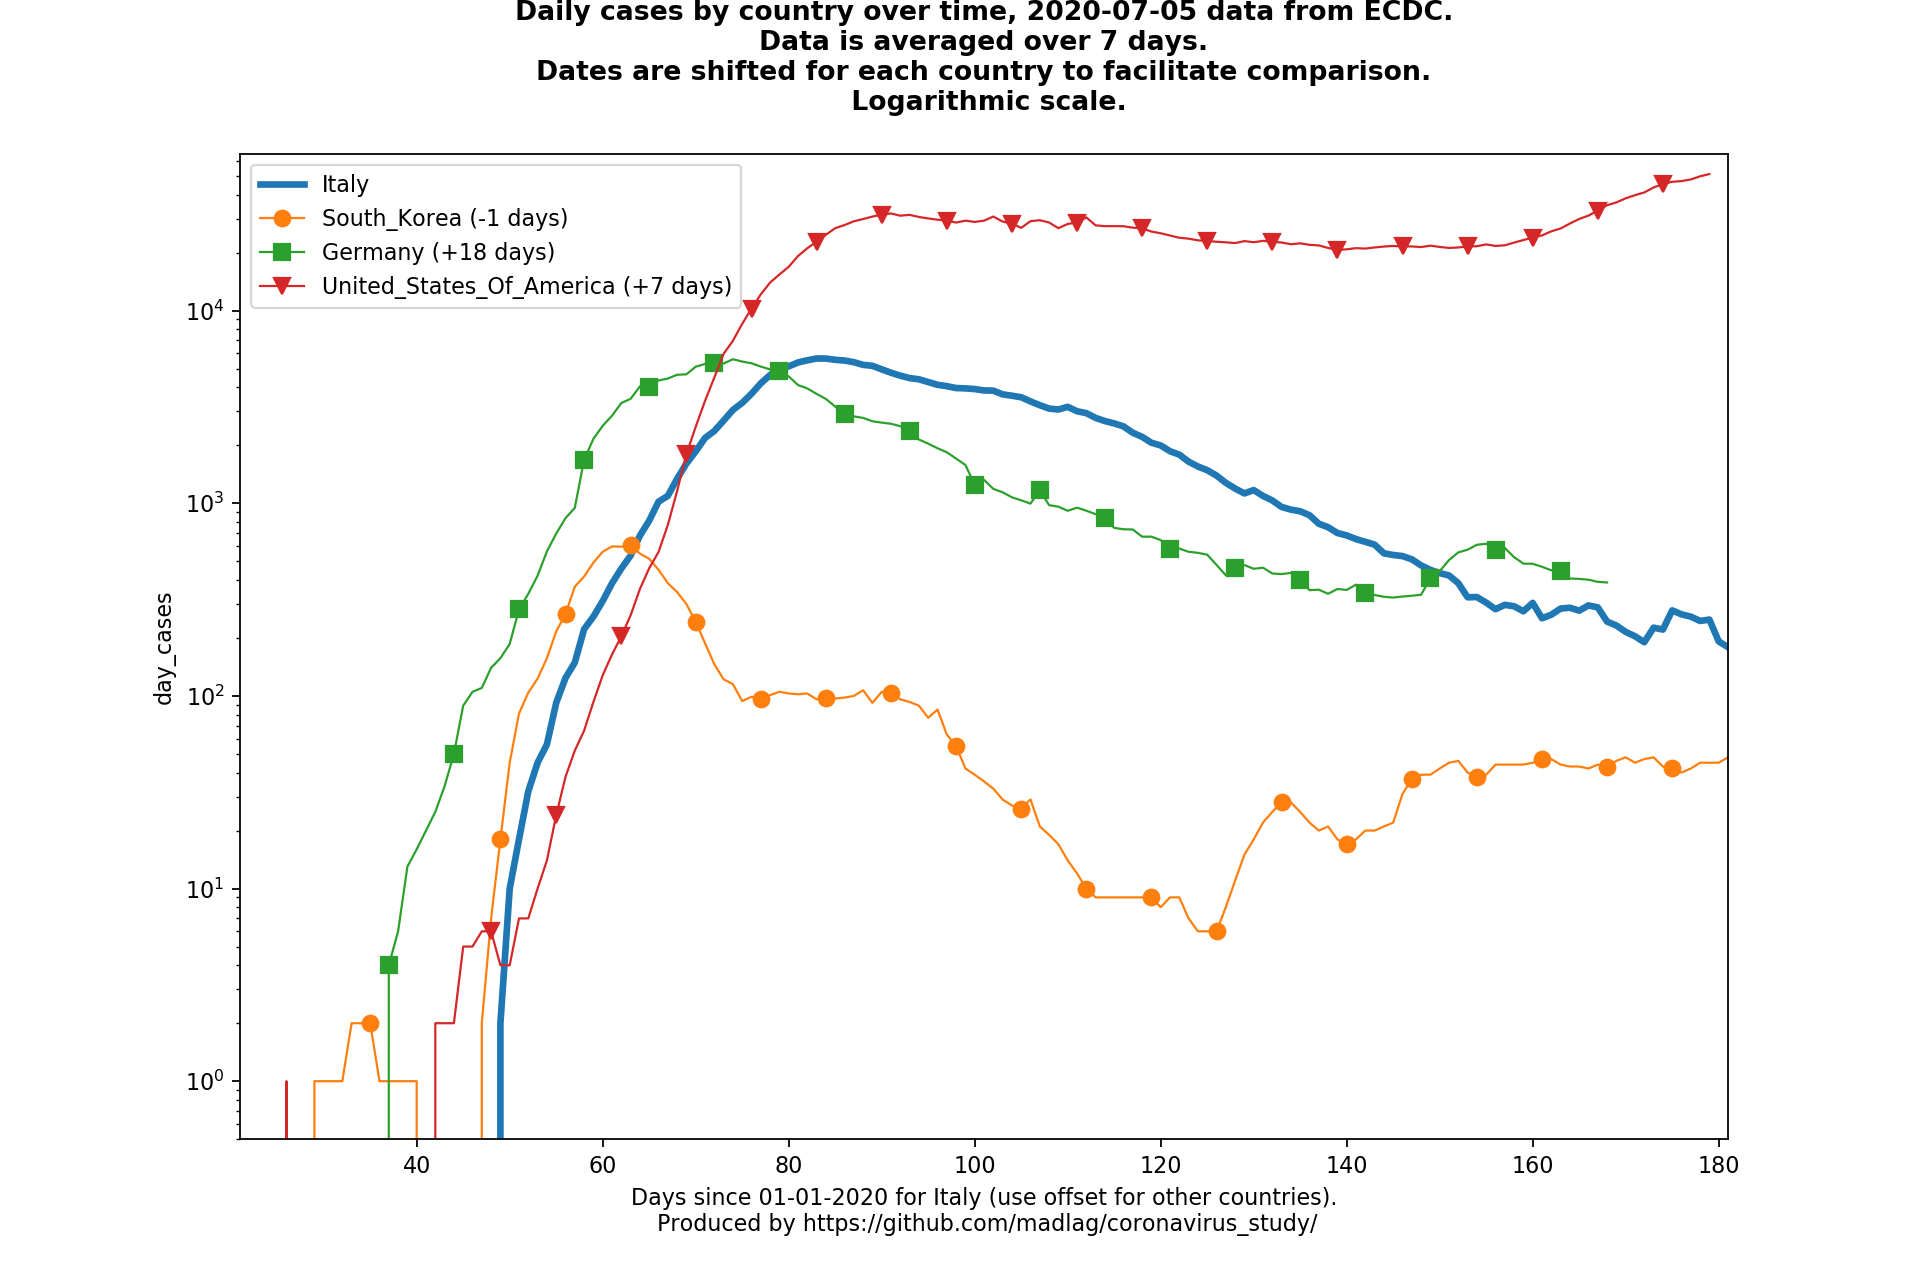 Daily cases by country over time, 2020-07-05 data from ECDC.
Data is averaged over 7 days.
Dates are shifted for each country to facilitate comparison.
Logarithmic scale.
Italy
South_Korea (-1 days)
Germany (+18 days)
United_States_Of_America (+7 days)
day_cases
10⁴
10³
10²
10¹
10⁰
40 60 80 100 120 140 160 180
Days since 01-01-2020 for Italy (use offset for other countries).
Produced by https://github.com/madlag/coronavirus_study/